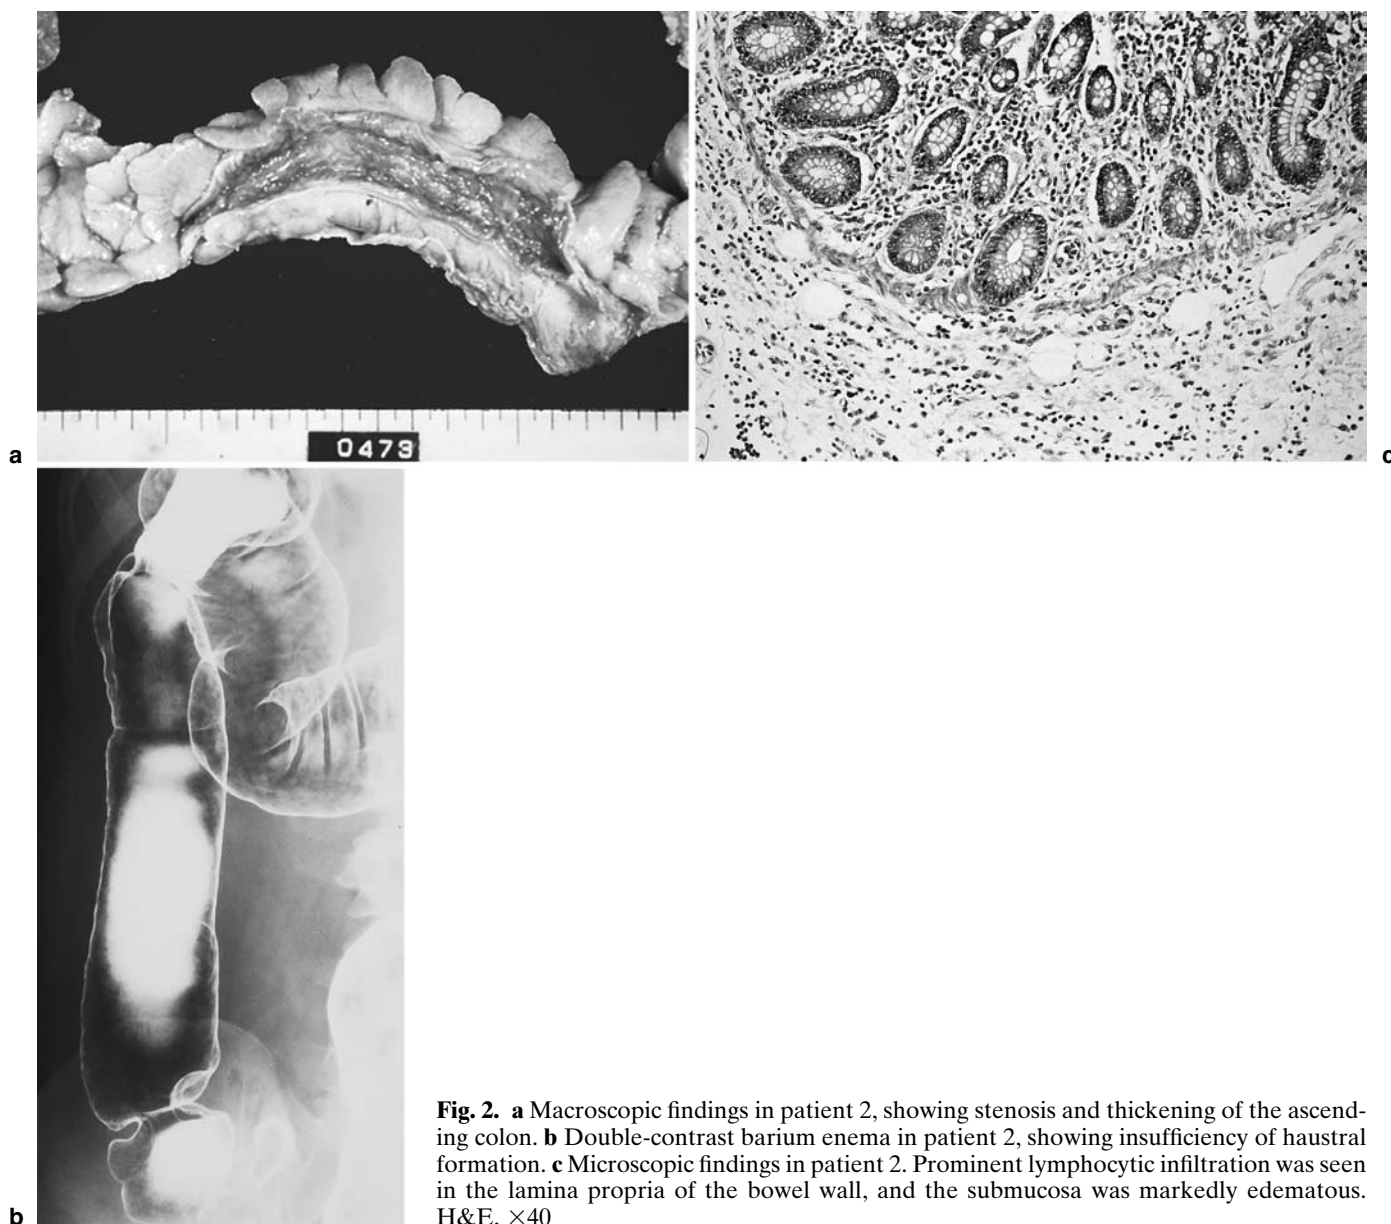 0473
a
c
b
Fig. 2. a Macroscopic findings in patient 2, showing stenosis and thickening of the ascend-
ing colon. b Double-contrast barium enema in patient 2, showing insufficiency of haustral
formation. c Microscopic findings in patient 2. Prominent lymphocytic infiltration was seen
in the lamina propria of the bowel wall, and the submucosa was markedly edematous.
H&E, ×40